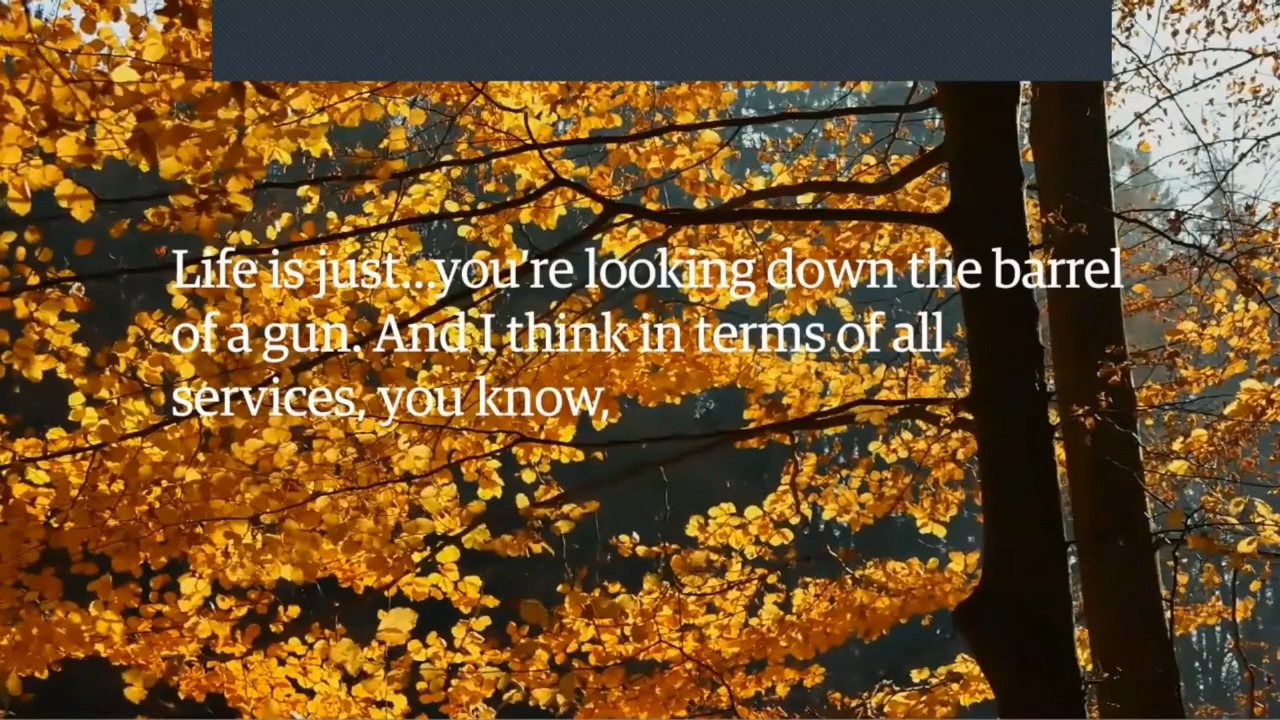 Life is just...you're looking down the barrel
of a gun. And I think in terms of all
services, you know,